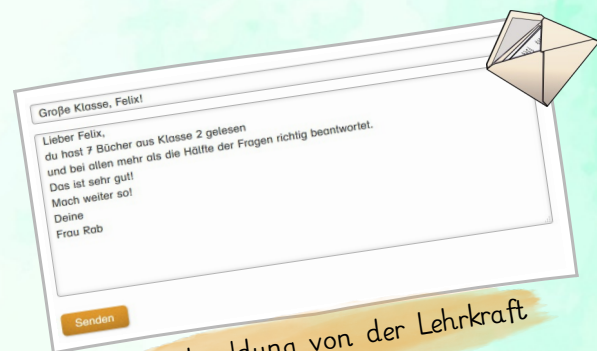 Große Klasse, Felix!
Lieber Felix,
du hast 7 Bücher aus Klasse 2 gelesen
und bei allen mehr als die Hälfte der Fragen richtig beantwortet.
Das ist sehr gut!
Mach weiter so!
Deine
Frau Rab
Senden
von der Lehrkraft